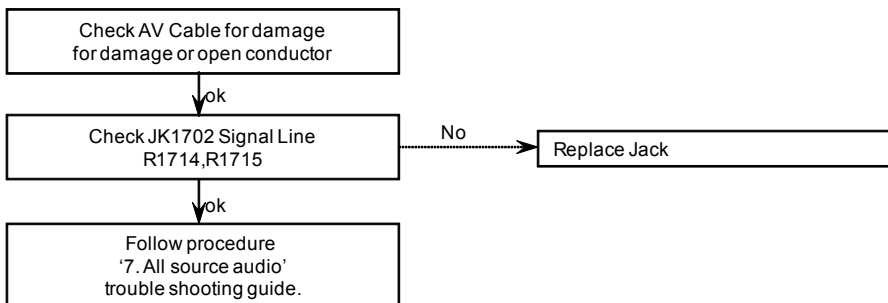 Check AV Cable for damage
for damage or open conductor
ok
Check JK1702 Signal Line
R1714,R1715
No
Replace Jack
ok
Follow procedure
‘7. All source audio’
trouble shooting guide.